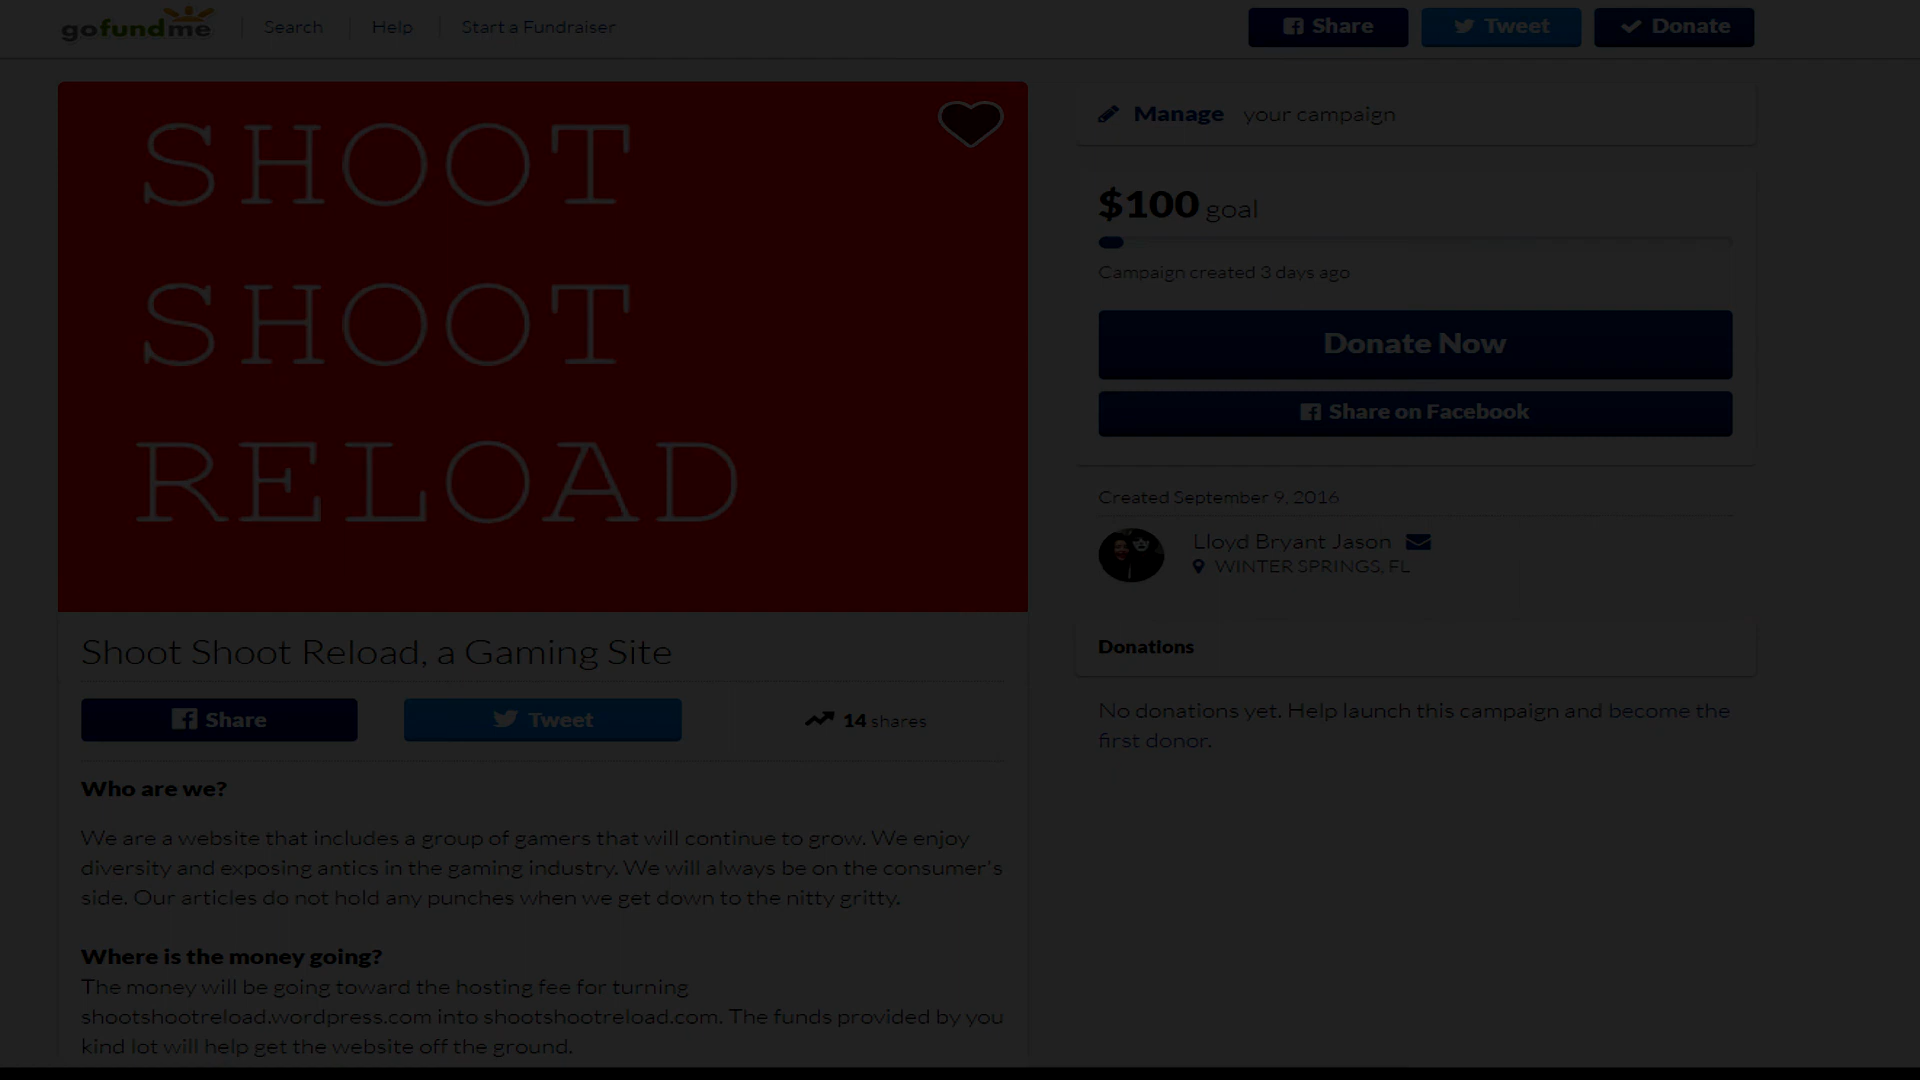 gofundme
Search
Help
Start a Fundraiser
Share
Tweet
Donate
SHOOT
SHOOT
RELOAD
Shoot Shoot Reload, a Gaming Site
Share
Tweet
14 shares
Who are we?
We are a website that includes a group of gamers that will continue to grow. We enjoy
diversity and exposing antics in the gaming industry. We will always be on the consumer's
side. Our articles do not hold any punches when we get down to the nitty gritty.
Where is the money going?
The money will be going toward the hosting fee for turning
shootshootreload.wordpress.com into shootshootreload.com. The funds provided by you
kind lot will help get the website off the ground.
Manage your campaign
$100 goal
Campaign created 3 days ago
Donate Now
Share on Facebook
Created September 9, 2016
Lloyd Bryant Jason
WINTER SPRINGS, FL
Donations
No donations yet. Help launch this campaign and become the
first donor.